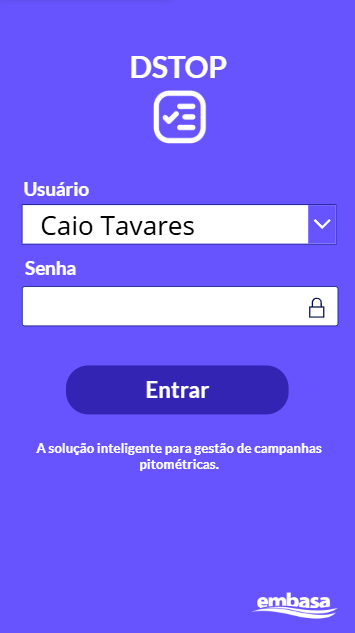 DSTOP
Usuário
Caio Tavares
Senha
Entrar
A solução inteligente para gestão de campanhas
pitométricas.
embasa